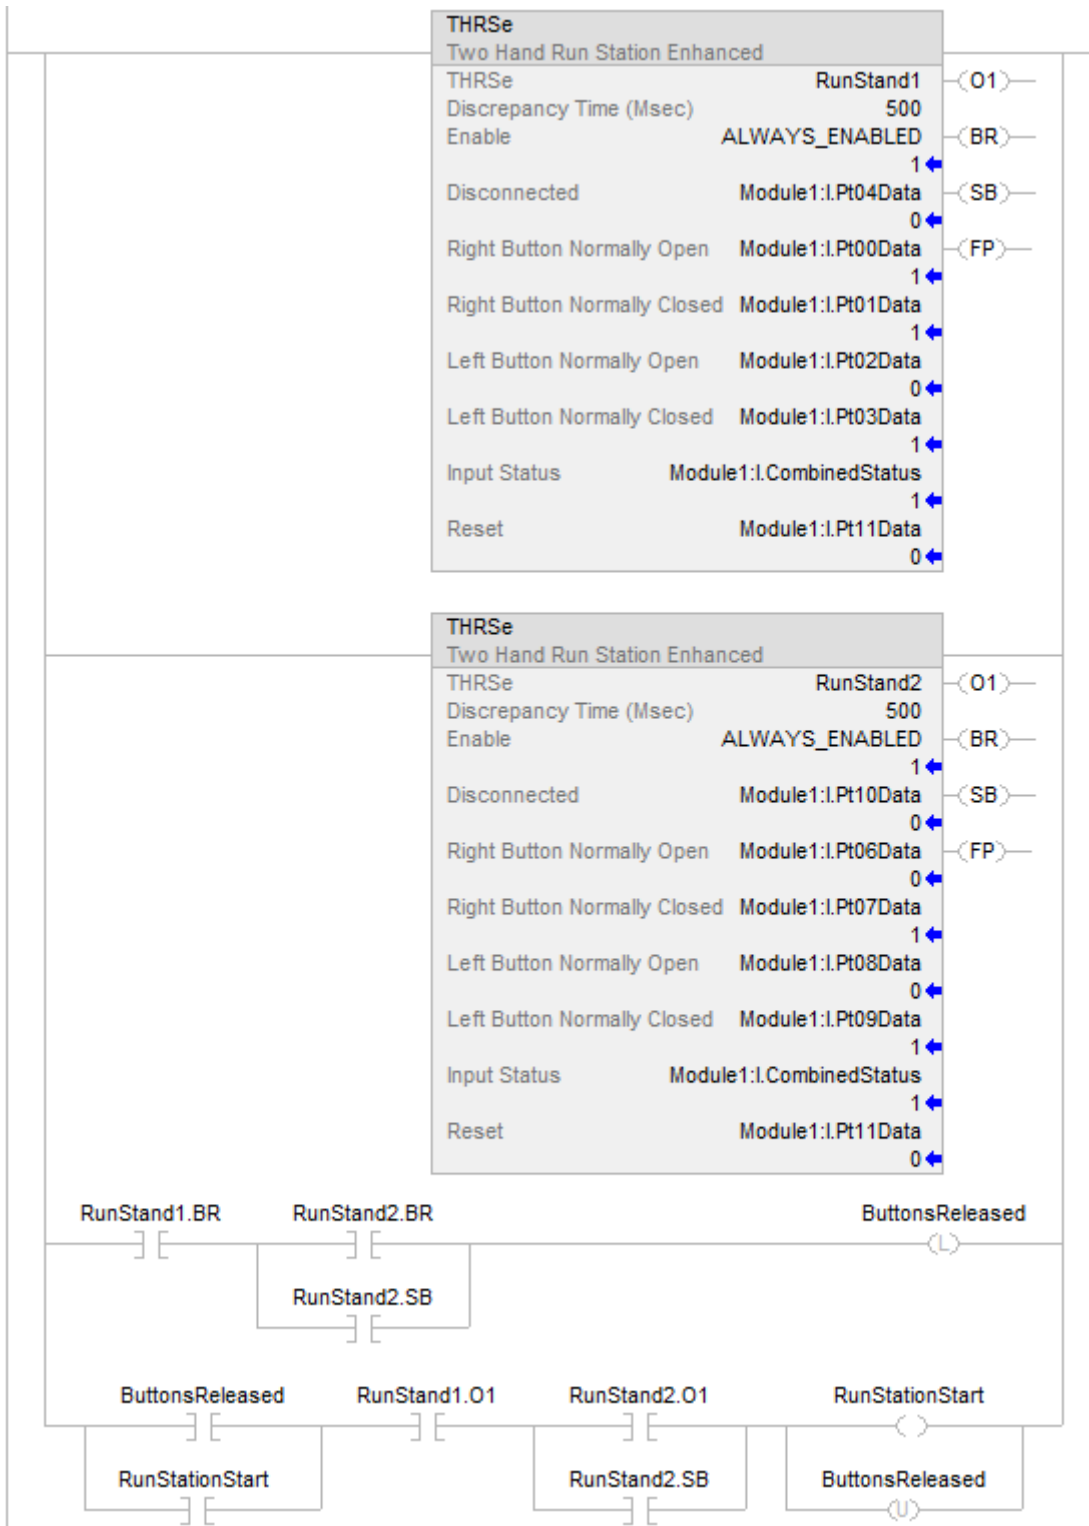 THRSe
Two Hand Run Station Enhanced
THRSe RunStand1 O1
Discrepancy Time (Msec) 500
Enable ALWAYS_ENABLED BR
1
Disconnected Module1:I.Pt04Data SB
0
Right Button Normally Open Module1:I.Pt00Data FP
1
Right Button Normally Closed Module1:I.Pt01Data
1
Left Button Normally Open Module1:I.Pt02Data
0
Left Button Normally Closed Module1:I.Pt03Data
1
Input Status Module1:I.CombinedStatus
1
Reset Module1:I.Pt11Data
0
THRSe
Two Hand Run Station Enhanced
THRSe RunStand2 O1
Discrepancy Time (Msec) 500
Enable ALWAYS_ENABLED BR
1
Disconnected Module1:I.Pt10Data SB
0
Right Button Normally Open Module1:I.Pt06Data FP
0
Right Button Normally Closed Module1:I.Pt07Data
1
Left Button Normally Open Module1:I.Pt08Data
0
Left Button Normally Closed Module1:I.Pt09Data
1
Input Status Module1:I.CombinedStatus
1
Reset Module1:I.Pt11Data
0
RunStand1.BR RunStand2.BR ButtonsReleased
L
RunStand2.SB
ButtonsReleased RunStand1.O1 RunStand2.O1 RunStationStart
RunStationStart RunStand2.SB ButtonsReleased
U